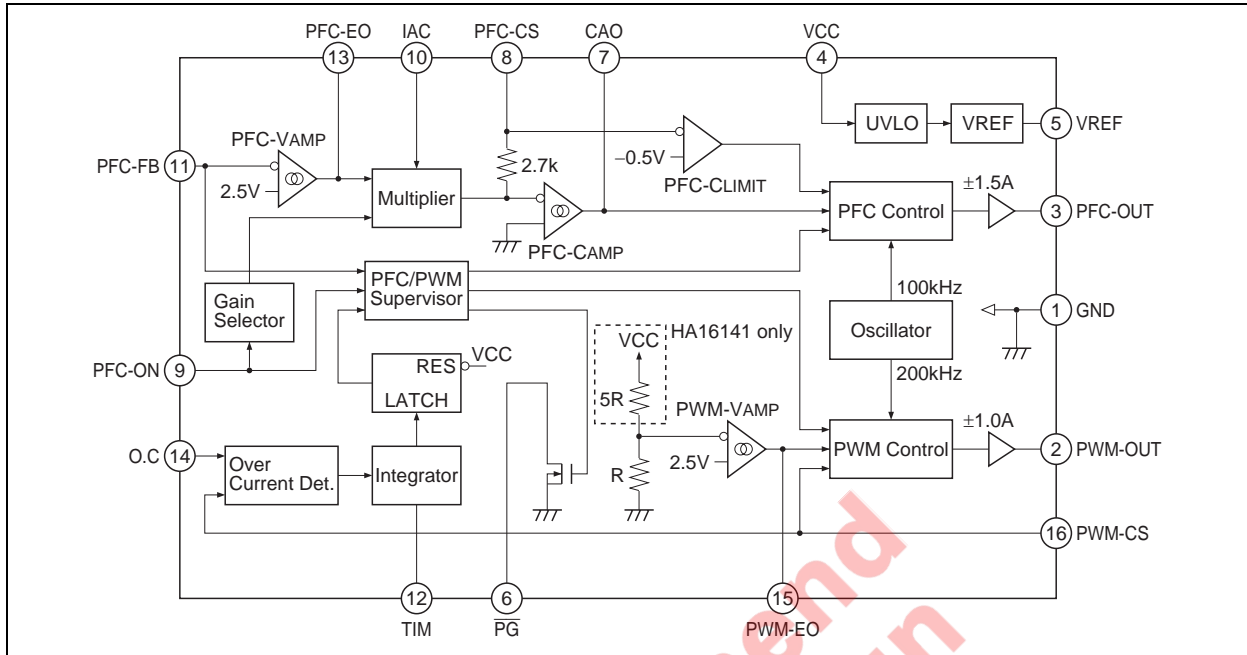 PFC-EO IAC PFC-CS CAO VCC
13 10 8 7 4
UVLO VREF 5 VREF
PFC-VAMP
PFC-FB 11
2.5V
Multiplier
2.7k
−0.5V
PFC-CLIMIT
PFC-CAMP
PFC Control
±1.5A
3 PFC-OUT
PFC/PWM
Supervisor
Gain
Selector
100kHz
Oscillator
200kHz
1 GND
PFC-ON 9
RES VCC
LATCH
HA16141 only
VCC
5R
PWM-VAMP
2.5V
R
PWM Control
±1.0A
2 PWM-OUT
O.C 14
Over
Current Det.
Integrator
16 PWM-CS
12 6 15
TIM PG PWM-EO
end